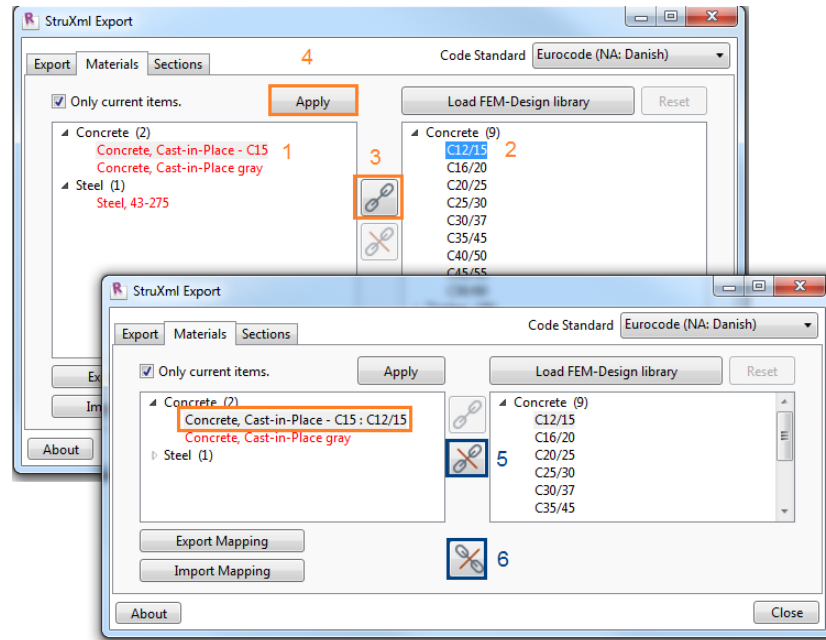 StruXml Export
4
Code Standard Eurocode (NA: Danish)
Export Materials Sections
Only current items. Apply Load FEM-Design library Reset
Concrete (2) Concrete (9)
Concrete, Cast-in-Place - C15 1 C12/15 2
Concrete, Cast-in-Place gray 3 C16/20
Steel (1) C20/25
Steel, 43-275 C25/30
C30/37
C35/45
C40/50
C45/55
Ex
Im
About
StruXml Export
Code Standard Eurocode (NA: Danish)
Export Materials Sections
Only current items. Apply Load FEM-Design library Reset
Concrete (2) Concrete (9)
Concrete, Cast-in-Place - C15 : C12/15 C12/15
Concrete, Cast-in-Place gray C16/20
Steel (1) 5 C20/25
C25/30
C30/37
C35/45
Export Mapping
6
Import Mapping
About Close